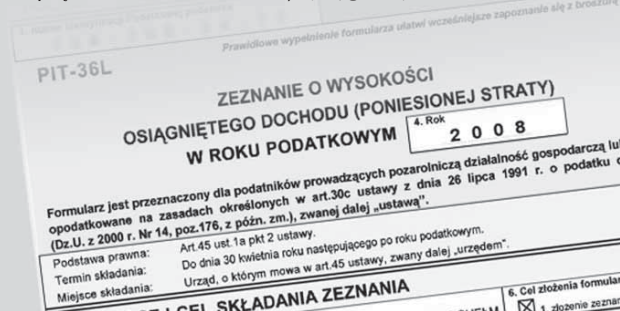 Prawidłowe wypełnienie formularza ułatwi wcześniejsze zapoznanie się z broszurą
PIT-36L
ZEZNANIE O WYSOKOŚCI
OSIĄGNIĘTEGO DOCHODU (PONIESIONEJ STRATY)
W ROKU PODATKOWYM
4. Rok
2 0 0 8
Formularz jest przeznaczony dla podatników prowadzących pozarolniczą działalność gospodarczą
opodatkowane na zasadach określonych w art.30c ustawy z dnia 26 lipca 1991 r. o podatku
(Dz.U. z 2000 r. Nr 14, poz.176, z późn. zm.), zwanej dalej „ustawą".
Podstawa prawna: Art.45 ust.1a pkt 2 ustawy.
Termin składania: Do dnia 30 kwietnia roku następującego po roku podatkowym.
Miejsce składania: Urząd, o którym mowa w art.45 ustawy, zwany dalej „urzędem".
I CEL SKŁADANIA ZEZNANIA
6. Cel złożenia
1. złożenie